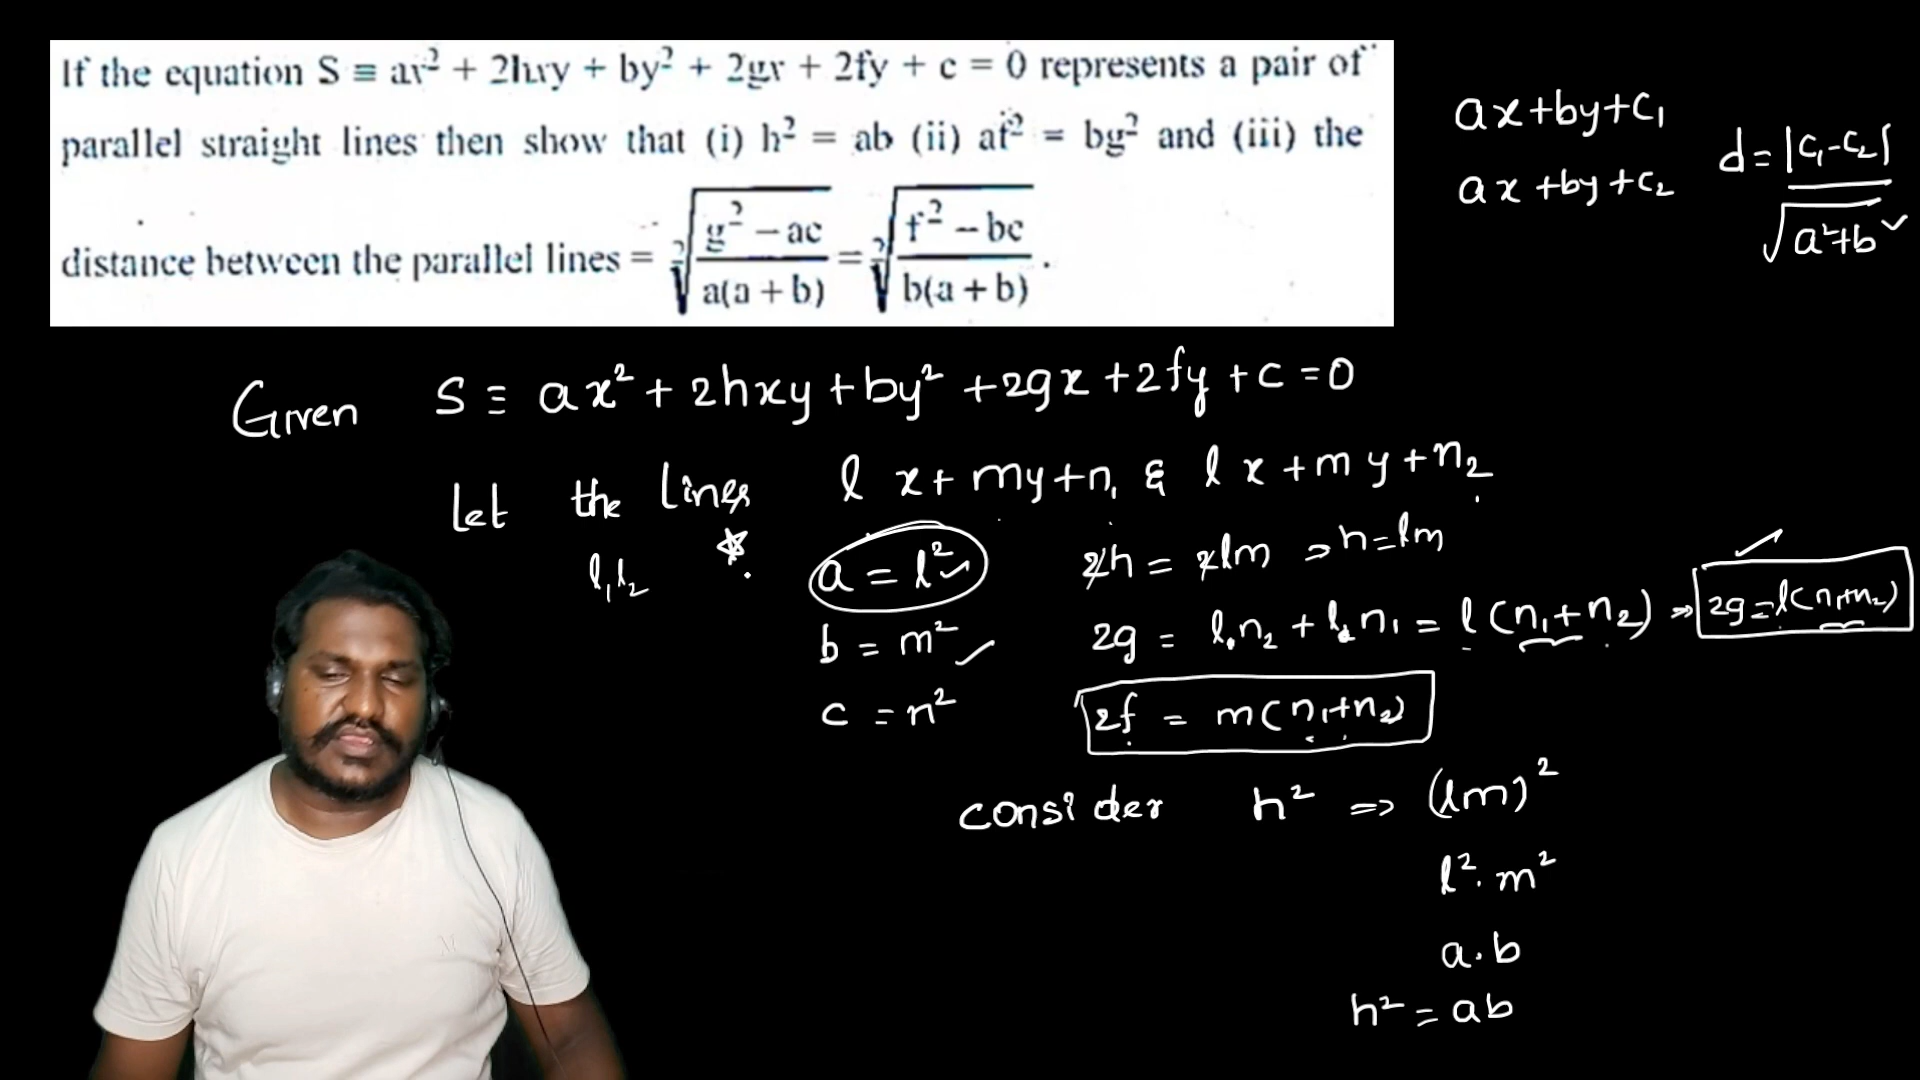 If the equation S ≡ ax² + 2hxy + by² + 2gx + 2fy + c = 0 represents a pair of
parallel straight lines then show that (i) h² = ab (ii) af² = bg² and (iii) the
distance between the parallel lines = 2√((g² – ac)/(a(a + b))) = 2√((f² – bc)/(b(a + b))).
ax+by+c₁
ax+by+c₂
d = |c₁-c₂| / √(a²+b²)
Given S ≡ ax² + 2hxy + by² + 2gx + 2fy + c = 0
Let the lines lx+my+n₁ & lx+my+n₂
l₁l₂
a = l² 2h = 2lm ⇒ h=lm
b = m² 2g = l₁n₂ + l₂n₁ = l(n₁+n₂) ⇒ 2g=l(n₁+n₂)
c = n² 2f = m(n₁+n₂)
consider h² ⇒ (lm)²
l².m²
a.b
h² = ab